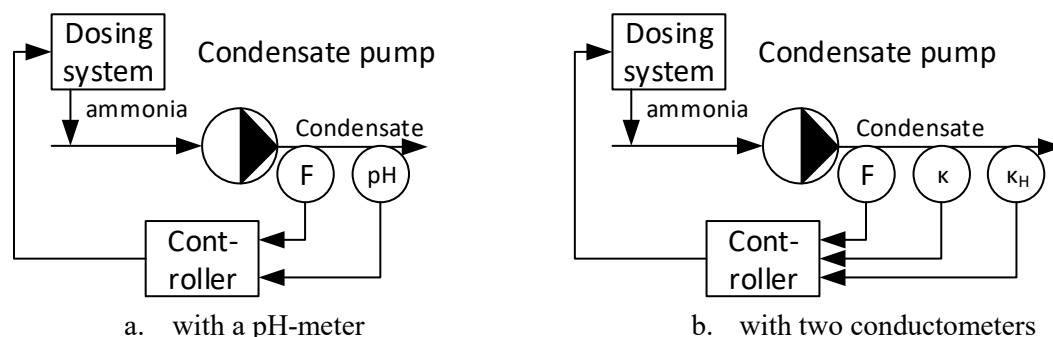 Dosing
system
Condensate pump
ammonia
Condensate
F
pH
Cont-
roller
a. with a pH-meter
Dosing
system
Condensate pump
ammonia
Condensate
F
κ
κH
Cont-
roller
b. with two conductometers